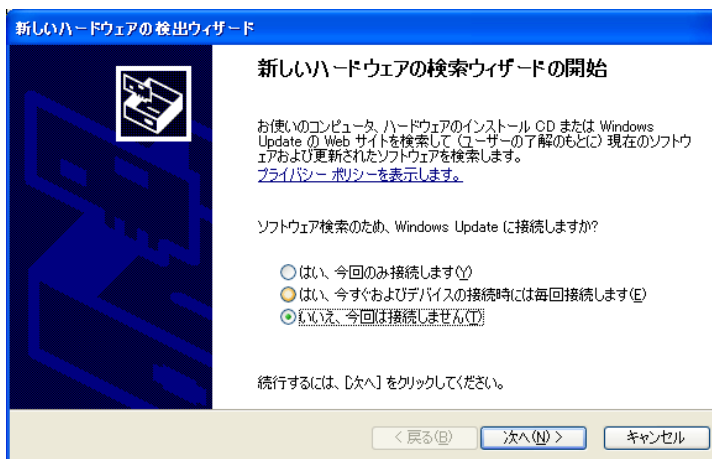 新しいハードウェアの検出ウィザード
新しいハードウェアの検索ウィザードの開始
お使いのコンピュータ、ハードウェアのインストール CD または Windows
Update の Web サイトを検索して (ユーザーの了解のもとに) 現在のソフトウ
ェアおよび更新されたソフトウェアを検索します。
プライバシー ポリシーを表示します。
ソフトウェア検索のため、Windows Update に接続しますか?
はい、今回のみ接続します(Y)
はい、今すぐおよびデバイスの接続時には毎回接続します(E)
いいえ、今回は接続しません(T)
続行するには、[次へ] をクリックしてください。
< 戻る(B)
次へ(N) >
キャンセル